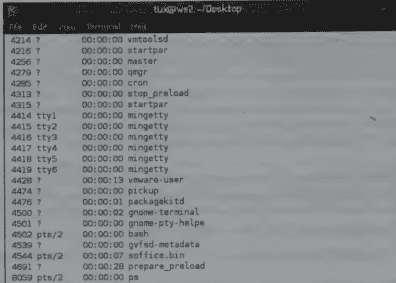 tux@ws2:~/Desktop
File Edit View Terminal Help
4214 ? 00:00:00 vmtoolsd
4216 ? 00:00:00 startpar
4256 ? 00:00:00 master
4279 ? 00:00:00 qmgr
4285 ? 00:00:00 cron
4313 ? 00:00:00 stop_preload
4315 ? 00:00:00 startpar
4414 tty1 00:00:00 mingetty
4415 tty2 00:00:00 mingetty
4416 tty3 00:00:00 mingetty
4417 tty4 00:00:00 mingetty
4418 tty5 00:00:00 mingetty
4419 tty6 00:00:00 mingetty
4428 ? 00:00:13 vmware-user
4474 ? 00:00:00 pickup
4476 ? 00:00:01 packagekitd
4500 ? 00:00:02 gnome-terminal
4501 ? 00:00:00 gnome-pty-helpe
4502 pts/2 00:00:00 bash
4539 ? 00:00:00 gvfsd-metadata
4544 pts/2 00:00:07 soffice.bin
4691 ? 00:00:28 prepare_preload
8059 pts/2 00:00:00 ps